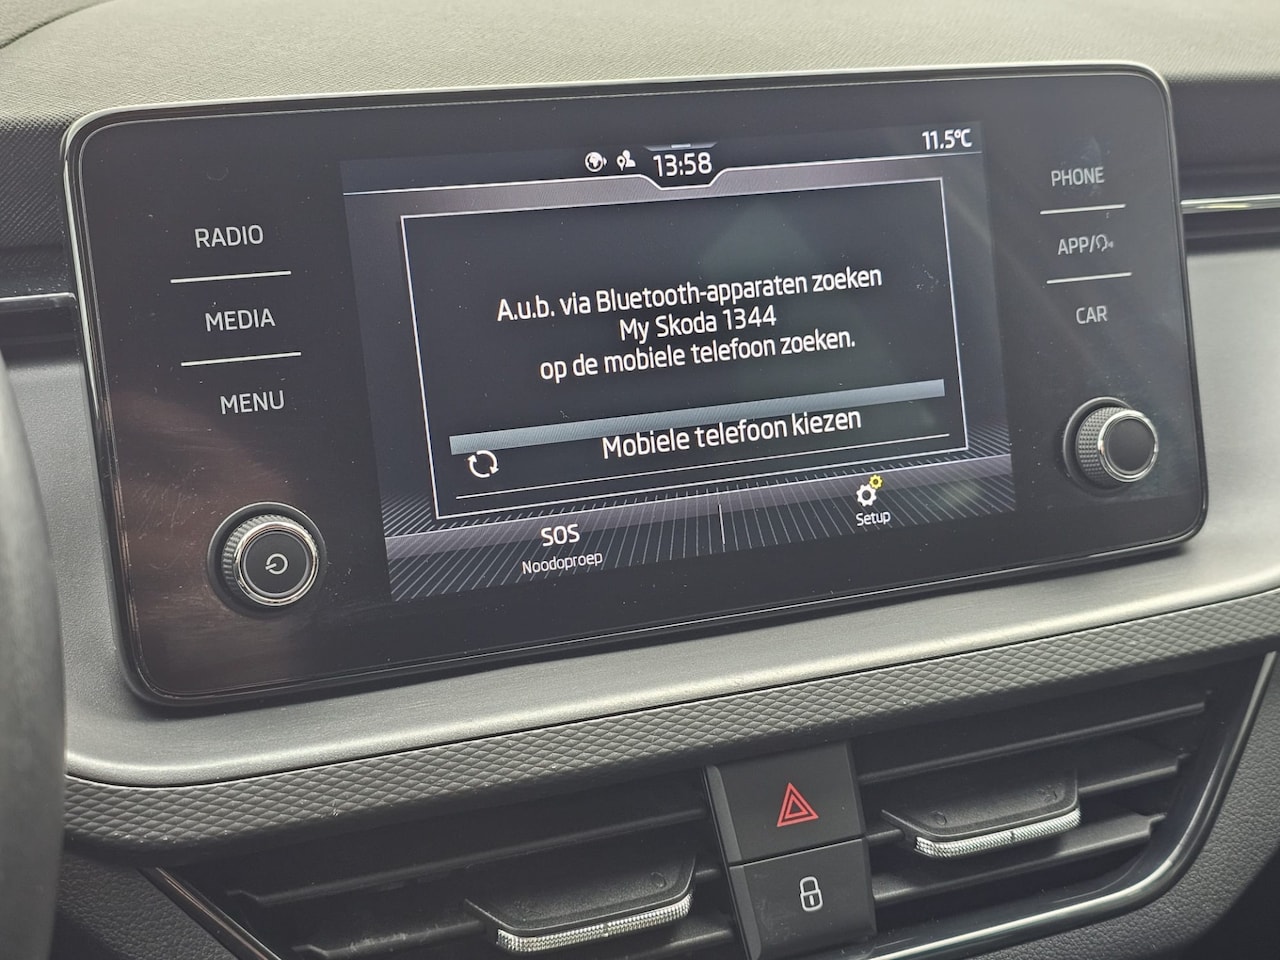 13:58
11.5°C
RADIO
MEDIA
MENU
A.u.b. via Bluetooth-apparaten zoeken
My Skoda 1344
op de mobiele telefoon zoeken.
Mobiele telefoon kiezen
SOS
Noodoproep
Setup
PHONE
APP/
CAR